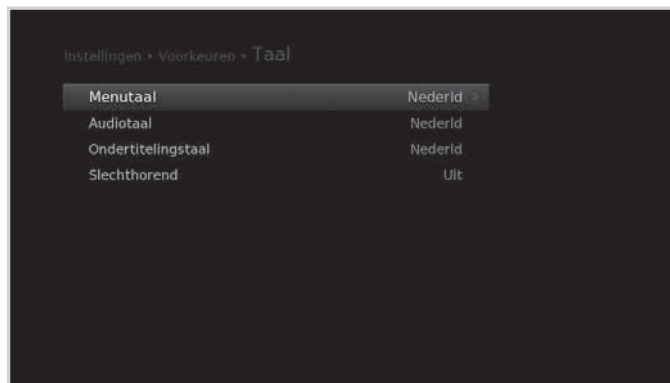 Instellingen • Voorkeuren • Taal
Menutaal Nederld >
Audiotaal Nederld
Ondertitelingstaal Nederld
Slechthorend Uit